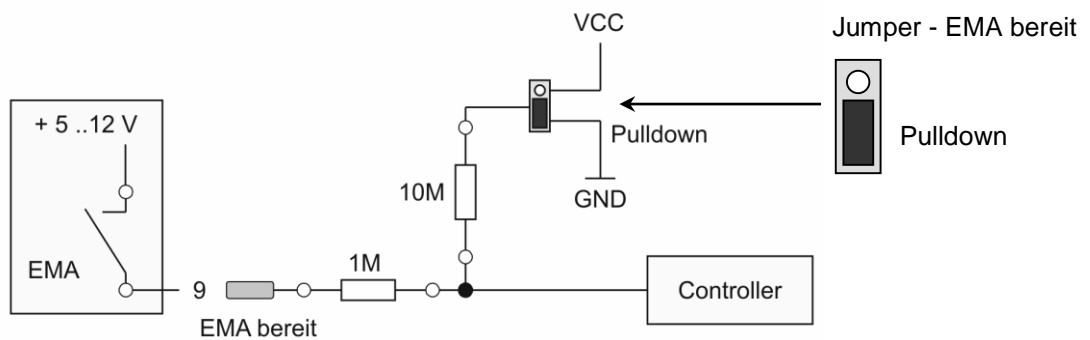 VCC
Jumper - EMA bereit
+ 5 ..12 V
Pulldown
Pulldown
10M
GND
EMA
1M
9
Controller
EMA bereit